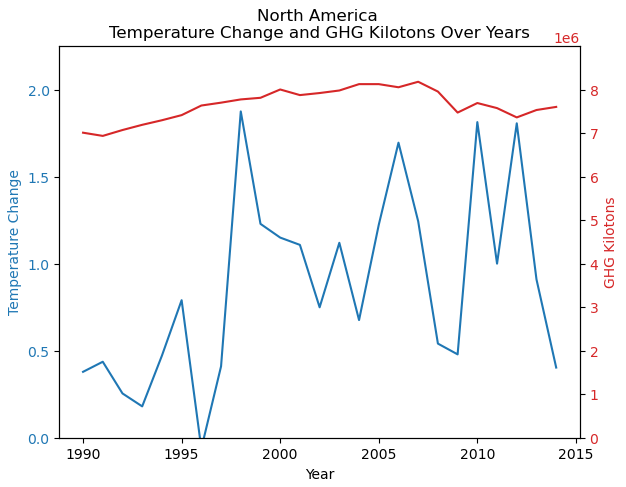 North America
Temperature Change and GHG Kilotons Over Years
1e6
2.0
1.5
1.0
0.5
0.0
Temperature Change
8
7
6
5
4
3
2
1
0
GHG Kilotons
1990 1995 2000 2005 2010 2015
Year